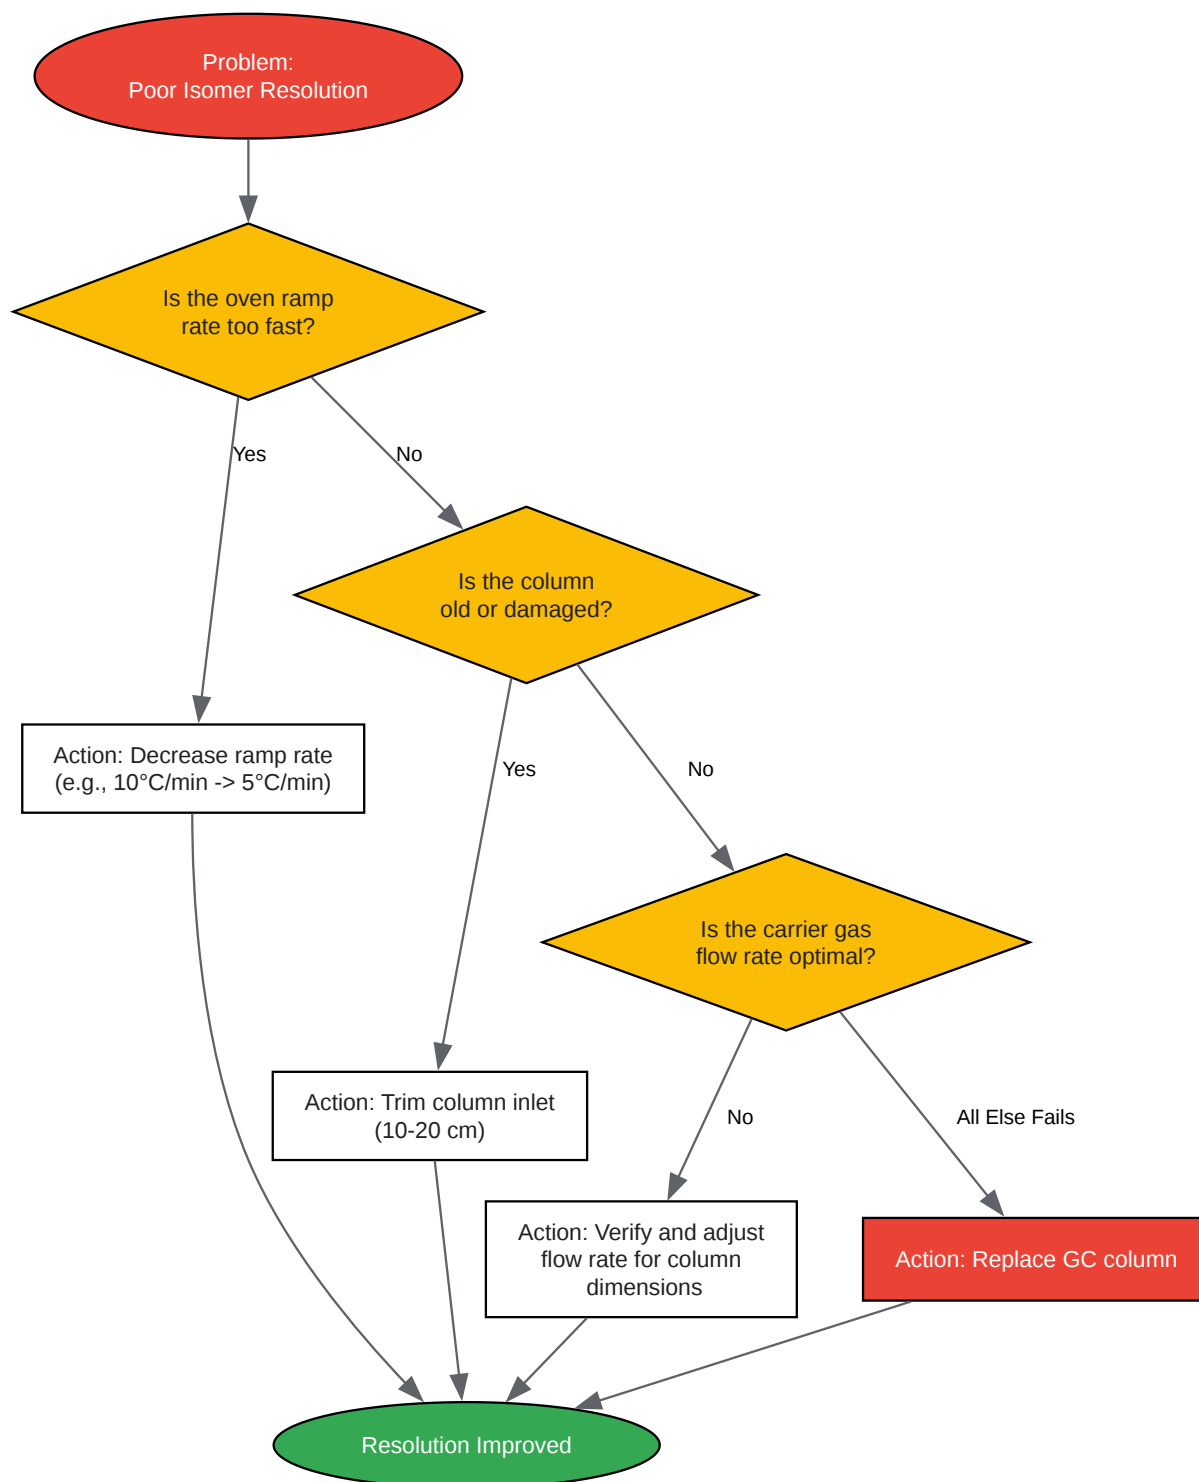 Problem:
Poor Isomer Resolution
Is the oven ramp
rate too fast?
Yes
No
Is the column
old or damaged?
Action: Decrease ramp rate
(e.g., 10°C/min -> 5°C/min)
Yes
No
Is the carrier gas
flow rate optimal?
Action: Trim column inlet
(10-20 cm)
No
All Else Fails
Action: Verify and adjust
flow rate for column
dimensions
Action: Replace GC column
Resolution Improved